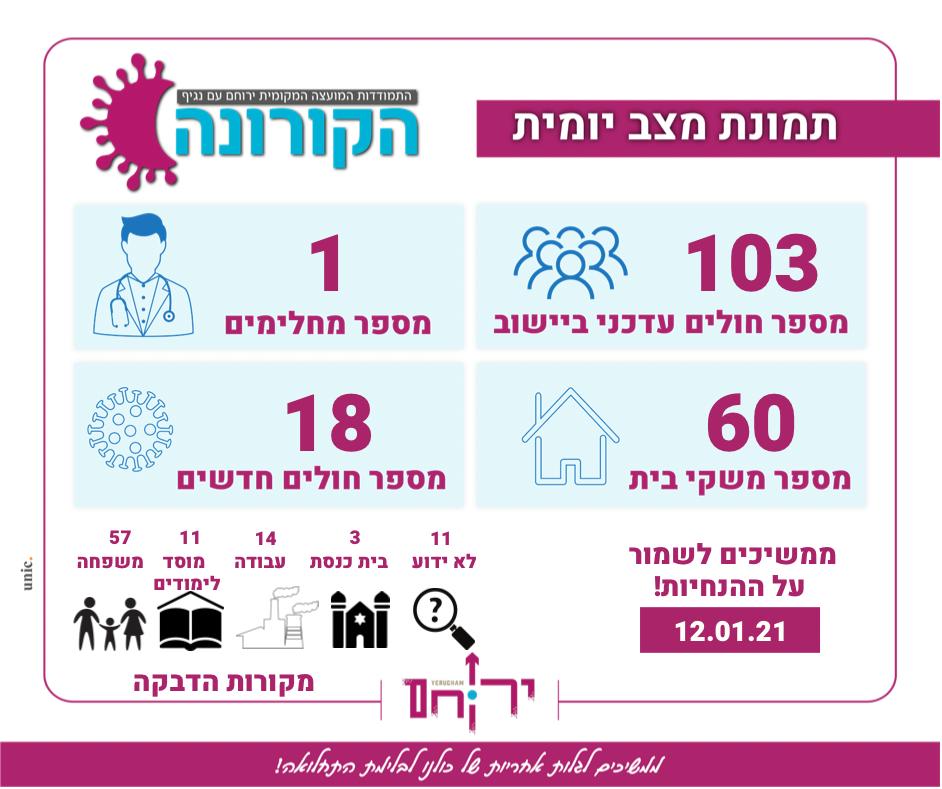 התמודדות המועצה המקומית ירוחם עם נגיף
הקורונה
תמונת מצב יומית
103
מספר חולים עדכני ביישוב
1
מספר מחלימים
60
מספר משקי בית
18
מספר חולים חדשים
ממשיכים לשמור
על ההנחיות!
12.01.21
11
לא ידוע
3
בית כנסת
14
עבודה
11
מוסד
לימודים
57
משפחה
?
מקורות הדבקה
YERUCHAM
ירוחם
unic.
ממשיכים לגלות אחריות של כולנו לבלימת התחלואה!